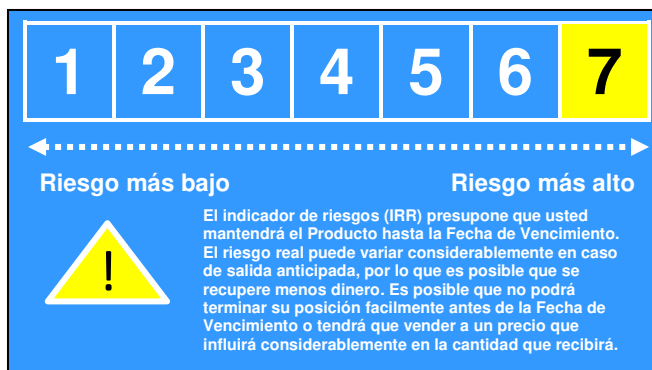 1 2 3 4 5 6 7
Riesgo más bajo Riesgo más alto
!
El indicador de riesgos (IRR) presupone que usted
mantendrá el Producto hasta la Fecha de Vencimiento.
El riesgo real puede variar considerablemente en caso
de salida anticipada, por lo que es posible que se
recupere menos dinero. Es posible que no podrá
terminar su posición facilmente antes de la Fecha de
Vencimiento o tendrá que vender a un precio que
influirá considerablemente en la cantidad que recibirá.